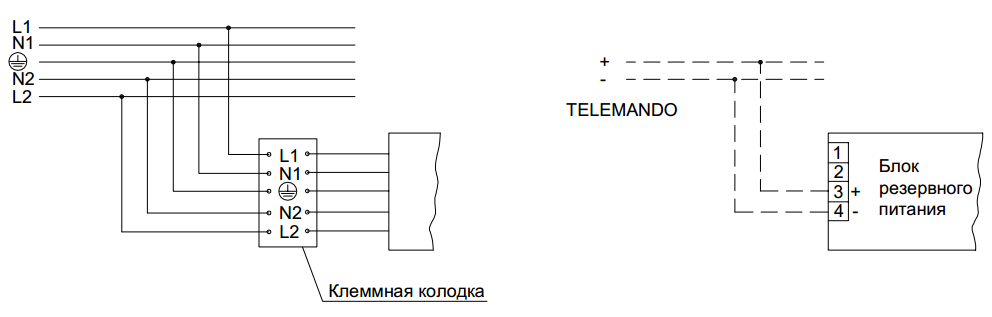 L1
N1
N2
L2
L1
N1
N2
L2
Клеммная колодка
+
-
TELEMANDO
1
2
3 +
4 -
Блок
резервного
питания